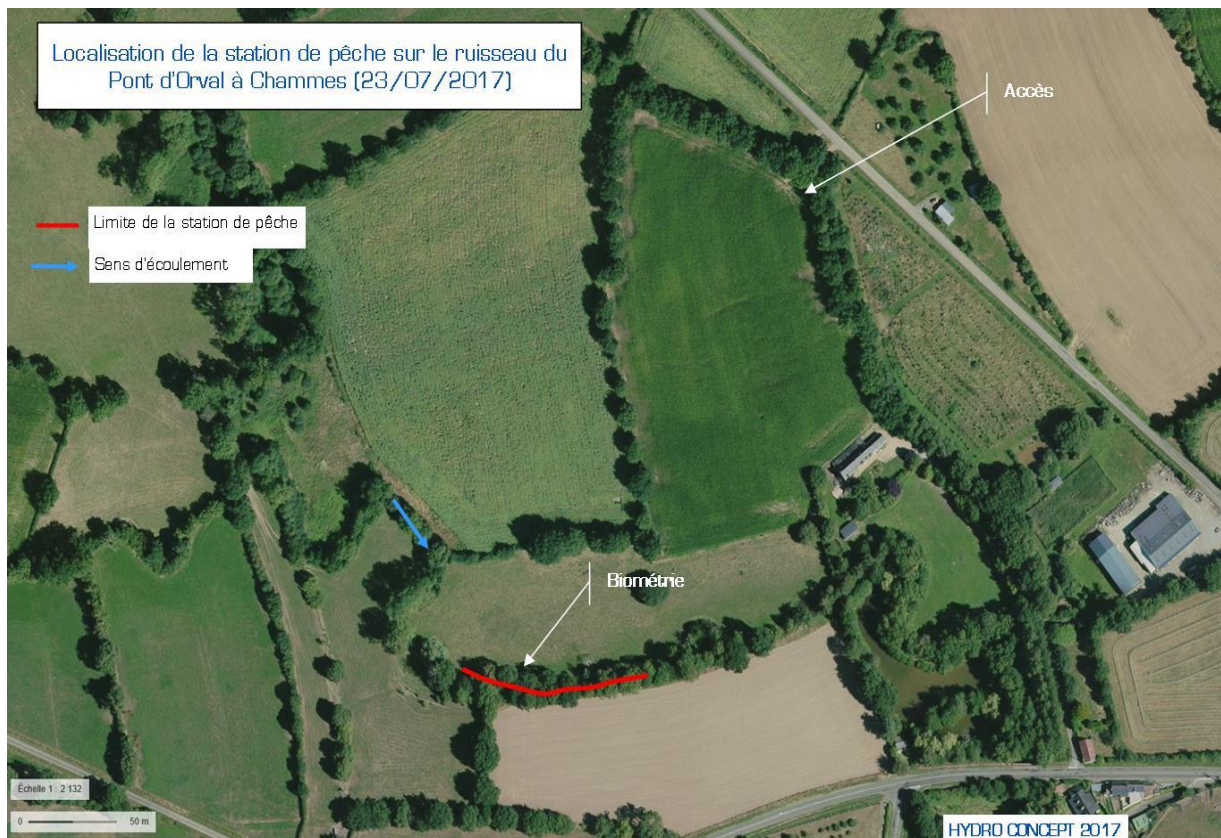 Localisation de la station de pêche sur le ruisseau du
Pont d'Orval à Chammes (23/07/2017)
Accès
Limite de la station de pêche
Sens d'écoulement
Biométrie
Échelle 1 : 2 132
0 50 m
HYDRO CONCEPT 2017